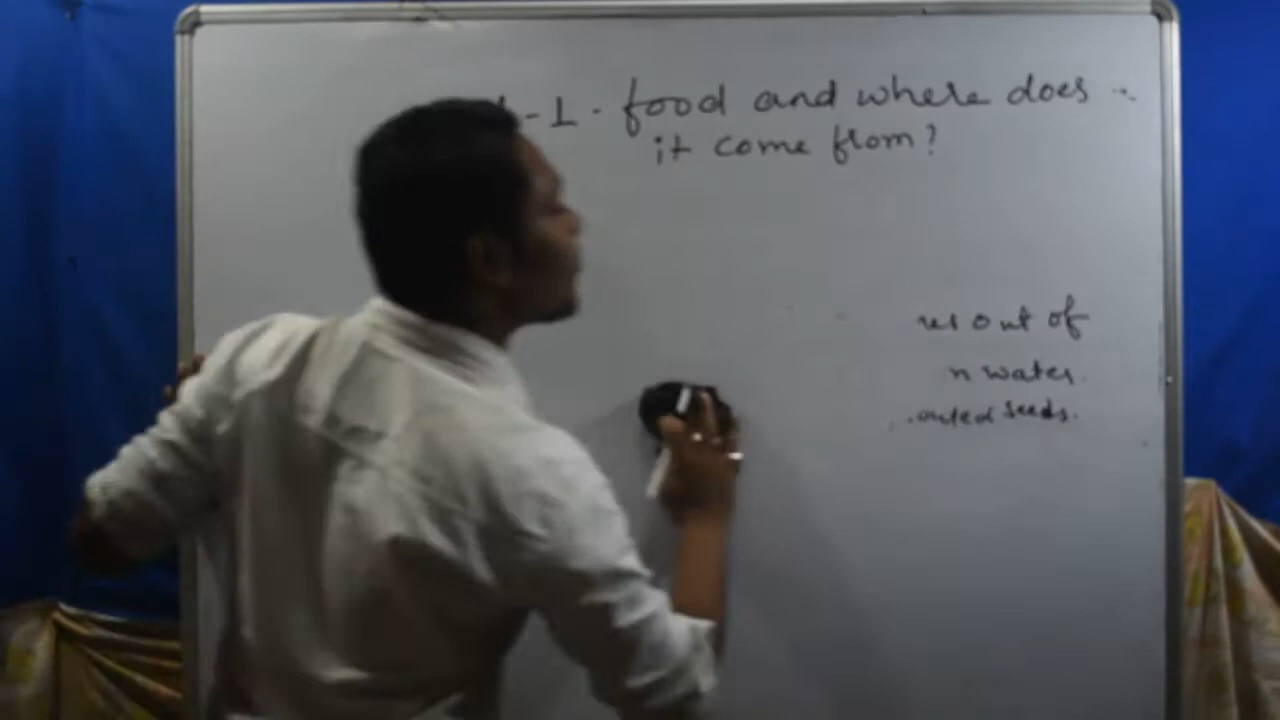 -1. food and where does
it come from?
out of
water.
seeds.